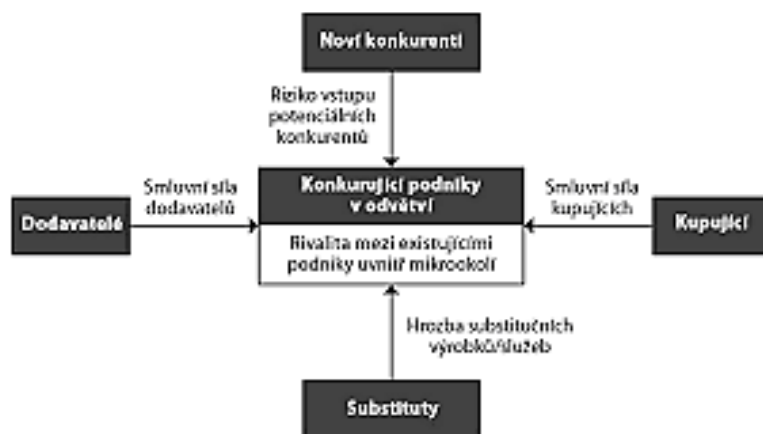 Noví konkurenti
Riziko vstupu
potenciálních
konkurentů
Smluvní síla
dodavatelů
Konkurující podniky
v odvětví
Smluvní síla
kupujících
Dodavatelé
Kupující
Rivalita mezi existujícími
podniky uvnitř mikrookolí
Hrozba substitučních
výrobků/služeb
Substituty